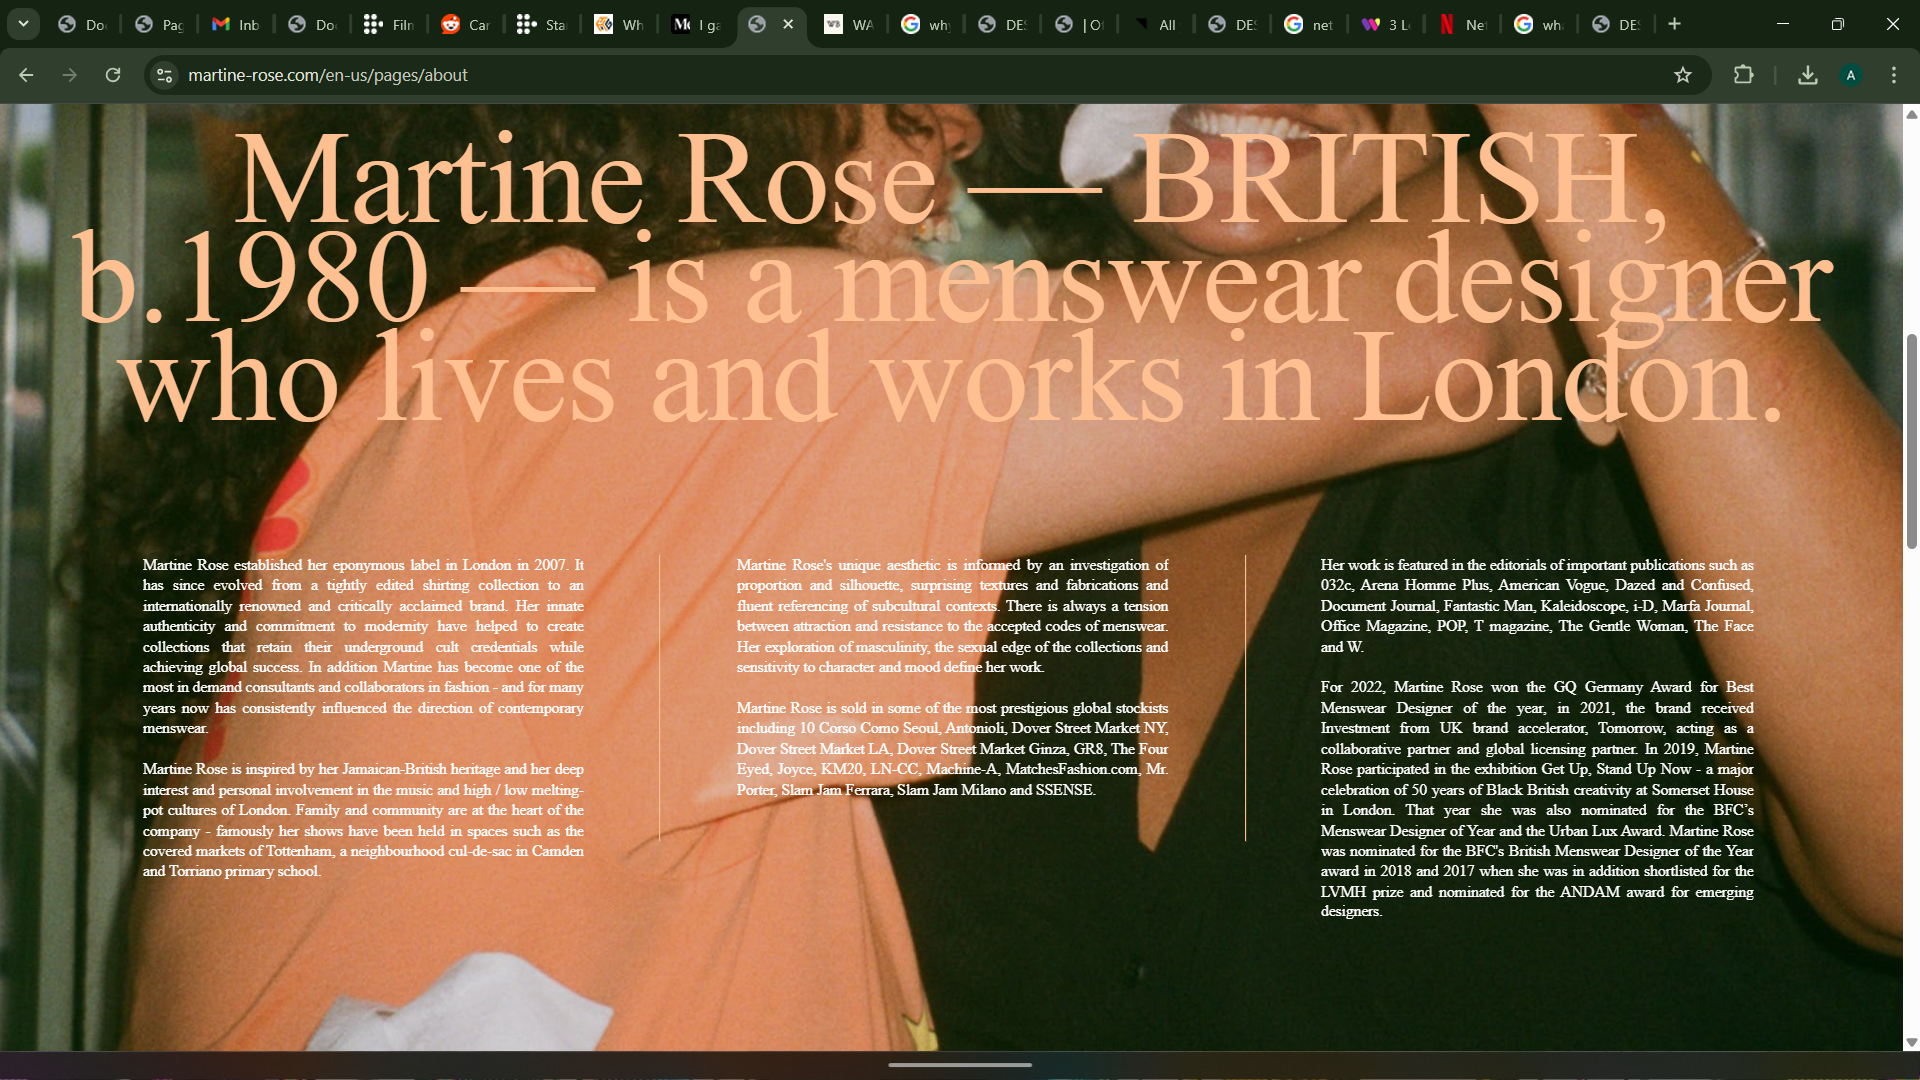 Doc
Pag
Inb
Doc
Film
Car
Sta
Wh
I ga
WA
why
DES
| Of
All
DES
net
3 L
Net
wha
DES
martine-rose.com/en-us/pages/about
A
Martine Rose — BRITISH,
b.1980 — is a menswear designer
who lives and works in London.
Martine Rose established her eponymous label in London in 2007. It
has since evolved from a tightly edited shirting collection to an
internationally renowned and critically acclaimed brand. Her innate
authenticity and commitment to modernity have helped to create
collections that retain their underground cult credentials while
achieving global success. In addition Martine has become one of the
most in demand consultants and collaborators in fashion - and for many
years now has consistently influenced the direction of contemporary
menswear.
Martine Rose is inspired by her Jamaican-British heritage and her deep
interest and personal involvement in the music and high / low melting-
pot cultures of London. Family and community are at the heart of the
company - famously her shows have been held in spaces such as the
covered markets of Tottenham, a neighbourhood cul-de-sac in Camden
and Torriano primary school.
Martine Rose's unique aesthetic is informed by an investigation of
proportion and silhouette, surprising textures and fabrications and
fluent referencing of subcultural contexts. There is always a tension
between attraction and resistance to the accepted codes of menswear.
Her exploration of masculinity, the sexual edge of the collections and
sensitivity to character and mood define her work.
Martine Rose is sold in some of the most prestigious global stockists
including 10 Corso Como Seoul, Antonioli, Dover Street Market NY,
Dover Street Market LA, Dover Street Market Ginza, GR8, The Four
Eyed, Joyce, KM20, LN-CC, Machine-A, MatchesFashion.com, Mr.
Porter, Slam Jam Ferrara, Slam Jam Milano and SSENSE.
Her work is featured in the editorials of important publications such as
032c, Arena Homme Plus, American Vogue, Dazed and Confused,
Document Journal, Fantastic Man, Kaleidoscope, i-D, Marfa Journal,
Office Magazine, POP, T magazine, The Gentle Woman, The Face
and W.
For 2022, Martine Rose won the GQ Germany Award for Best
Menswear Designer of the year, in 2021, the brand received
Investment from UK brand accelerator, Tomorrow, acting as a
collaborative partner and global licensing partner. In 2019, Martine
Rose participated in the exhibition Get Up, Stand Up Now - a major
celebration of 50 years of Black British creativity at Somerset House
in London. That year she was also nominated for the BFC’s
Menswear Designer of Year and the Urban Lux Award. Martine Rose
was nominated for the BFC's British Menswear Designer of the Year
award in 2018 and 2017 when she was in addition shortlisted for the
LVMH prize and nominated for the ANDAM award for emerging
designers.